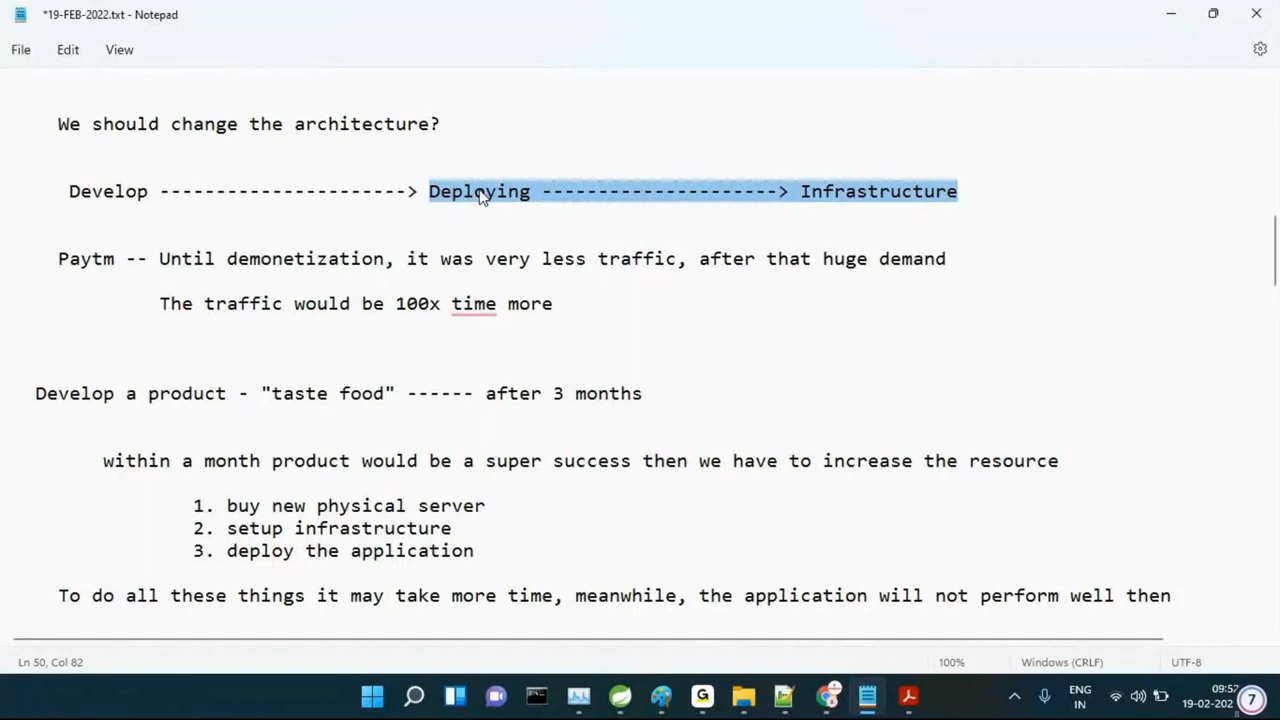 *19-FEB-2022.txt - Notepad
File Edit View
We should change the architecture?
Develop ----------------------> Deploying ---------------------> Infrastructure
Paytm -- Until demonetization, it was very less traffic, after that huge demand
The traffic would be 100x time more
Develop a product - "taste food" ------ after 3 months
within a month product would be a super success then we have to increase the resource
1. buy new physical server
2. setup infrastructure
3. deploy the application
To do all these things it may take more time, meanwhile, the application will not perform well then
Ln 50, Col 82 100% Windows (CRLF) UTF-8
ENG
IN
7